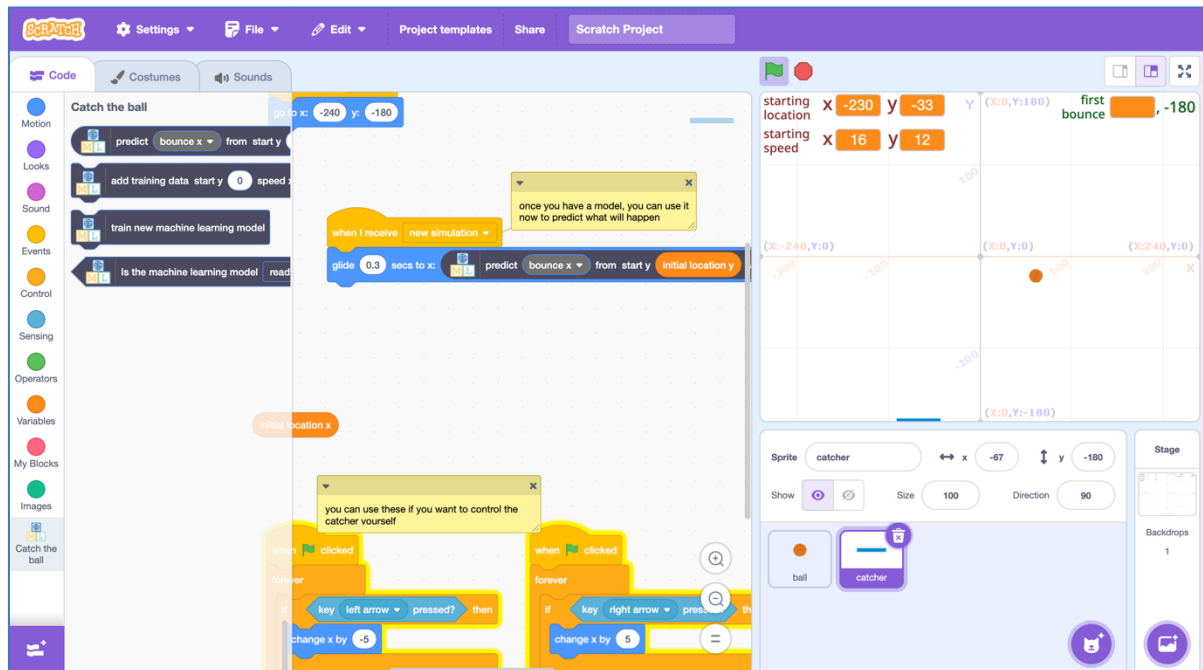 SCRATCH Settings File Edit Project templates Share Scratch Project
Code Costumes Sounds
Motion
Looks
Sound
Events
Control
Sensing
Operators
Variables
My Blocks
Images
Catch the
ball
Catch the ball
predict bounce x from start y
add training data start y 0 speed
train new machine learning model
Is the machine learning model
go to x: -240 y: -180
once you have a model, you can use it
now to predict what will happen
when I receive new simulation
glide 0.3 secs to x: predict bounce x from start y initial location y
initial location x
you can use these if you want to control the
catcher yourself
when clicked
forever
if key left arrow pressed? then
change x by -5
when clicked
forever
if key right arrow
change x by 5
starting
location x -230 y -33
starting
speed x 16 y 12
Y (X:0,Y:180)
first
bounce , -180
100
(X:-240,Y:0) (X:0,Y:0) (X:240,Y:0)
-200 -100 100 200 X
-100
(X:0,Y:-180)
Sprite catcher x -67 y -180
Show Size 100 Direction 90
ball
catcher
Stage
Backdrops
1